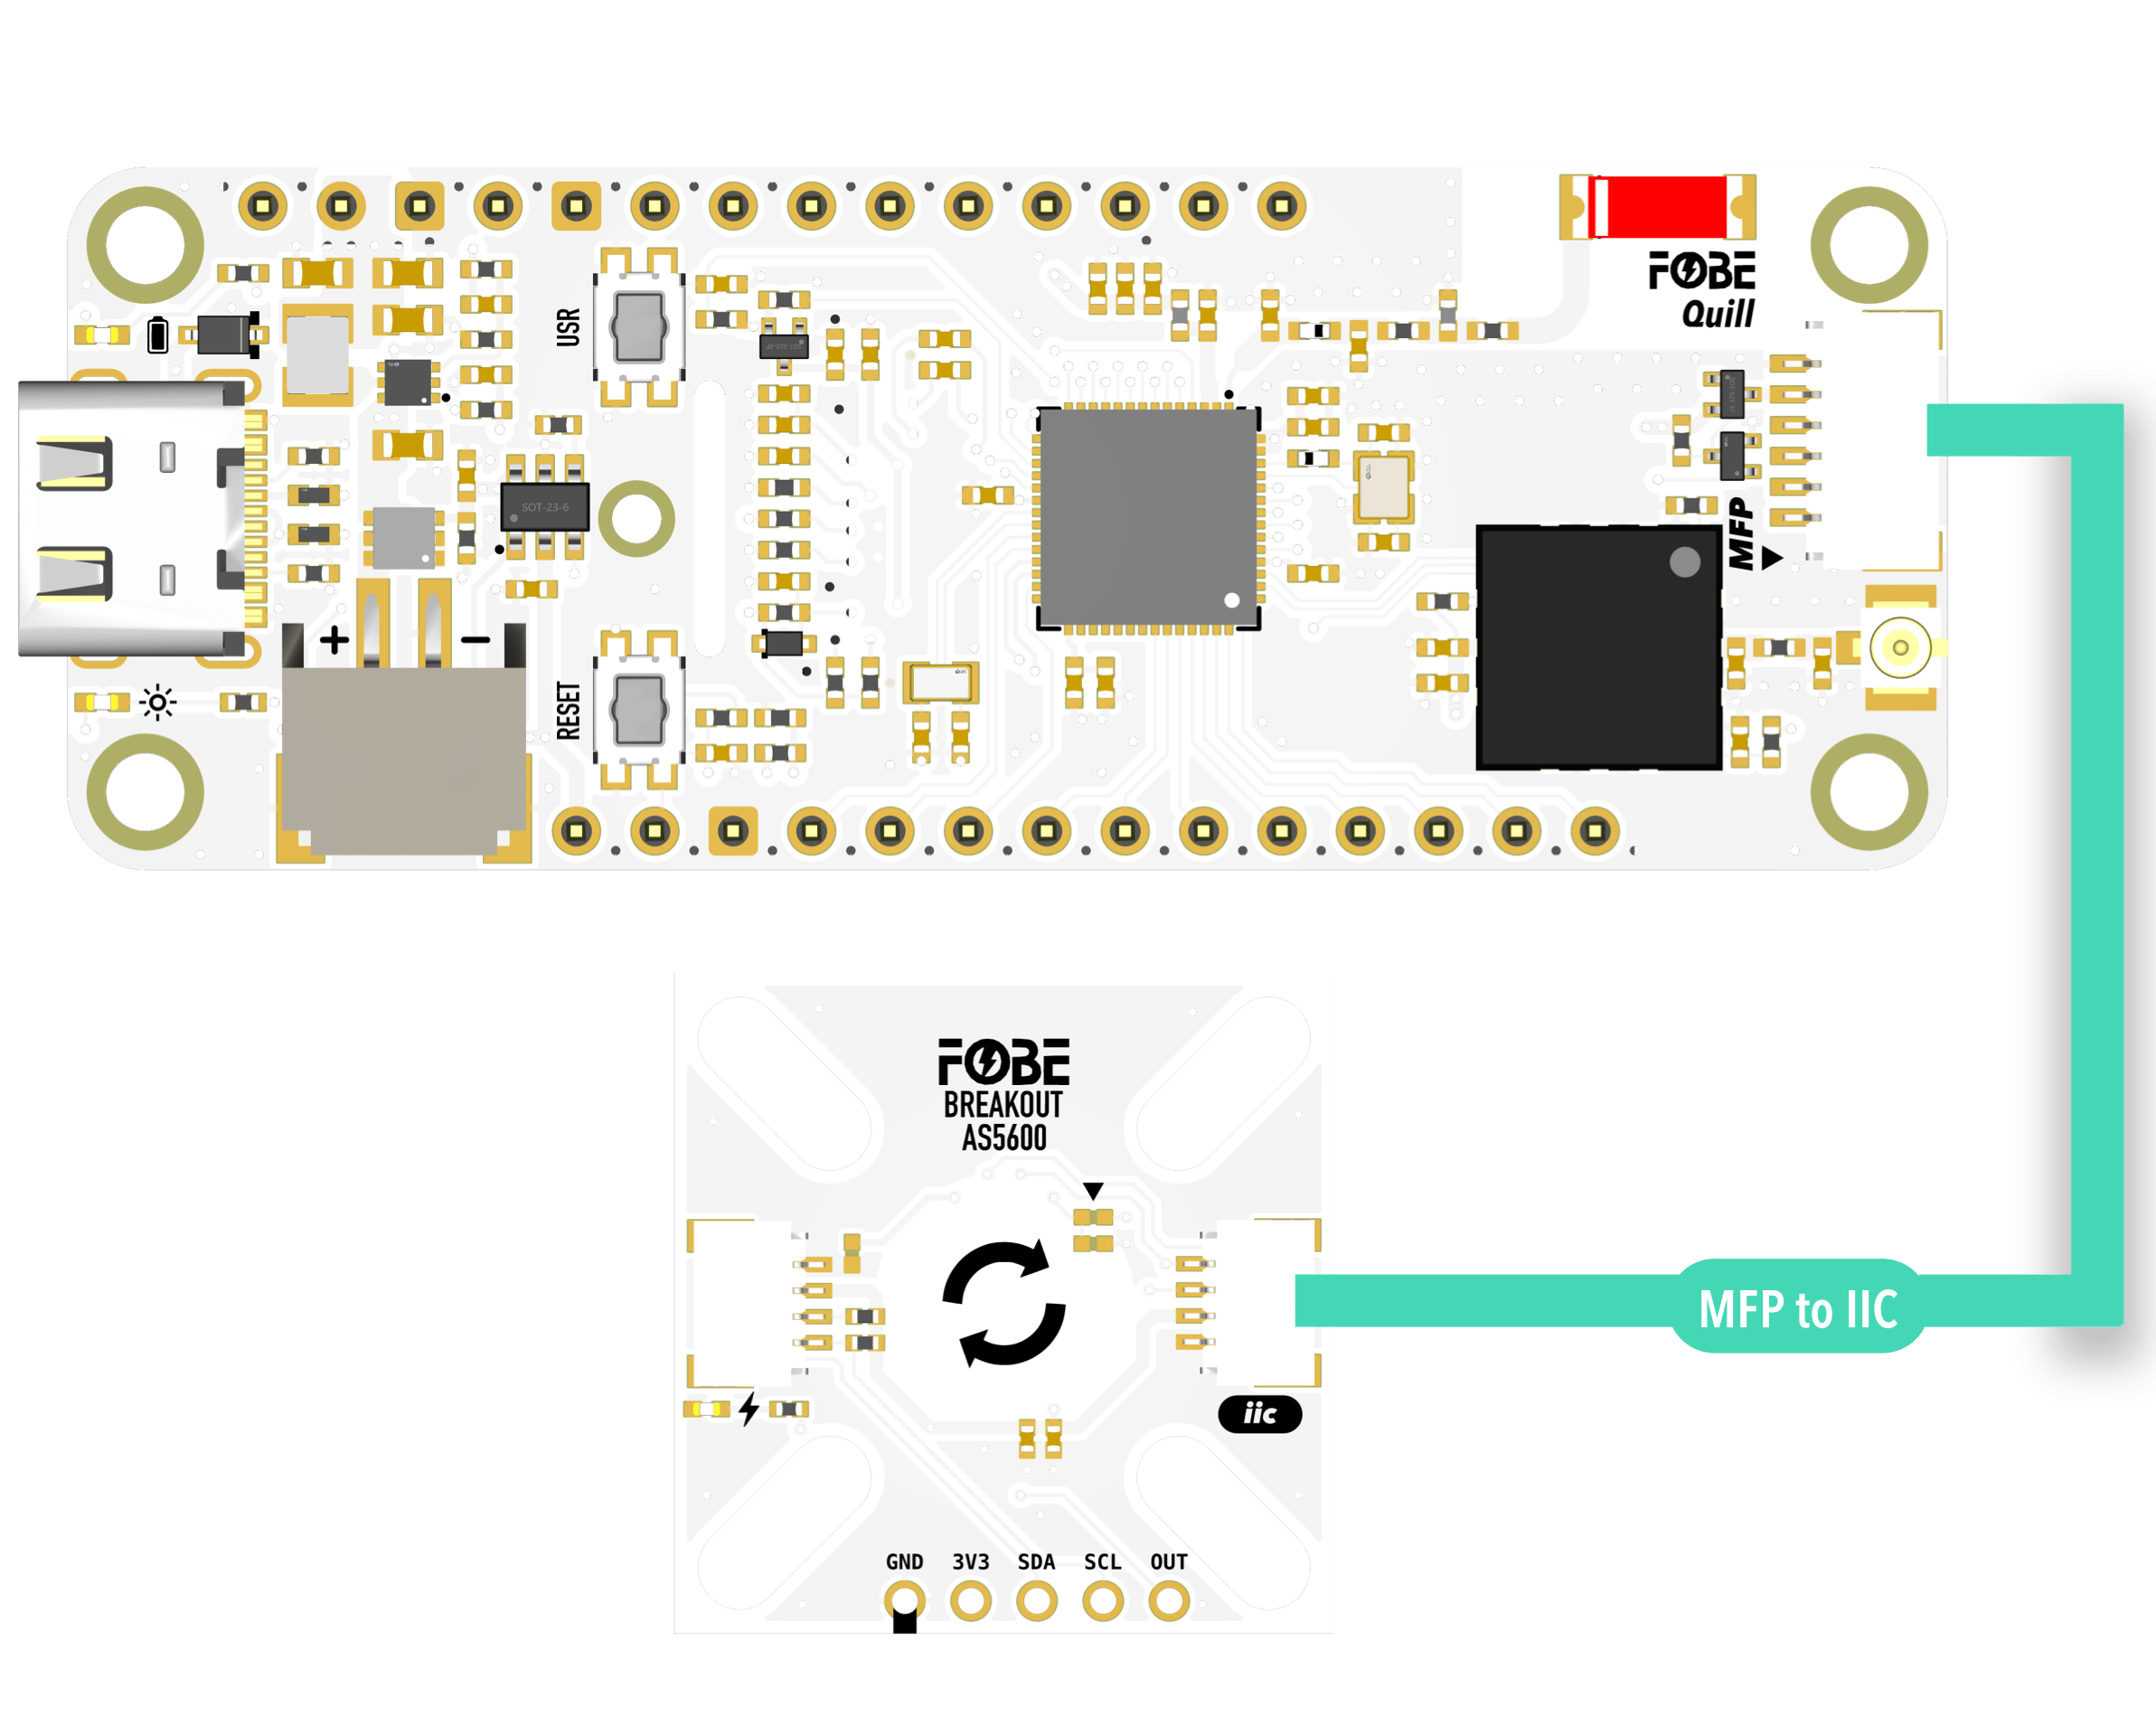 FOBE
Quill
USR
SOT-23-6
MFP
+
−
RESET
FOBE
BREAKOUT
AS5600
MFP to IIC
iic
GND 3V3 SDA SCL OUT